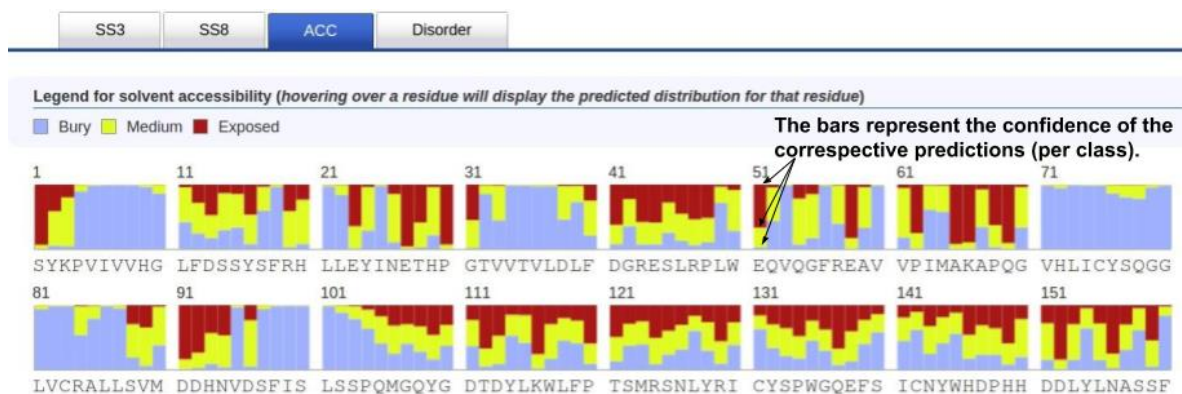 SS3 SS8 ACC Disorder
Legend for solvent accessibility (hovering over a residue will display the predicted distribution for that residue)
Bury Medium Exposed
The bars represent the confidence of the
correspective predictions (per class).
1 11 21 31 41 51 61 71
SYKPVIVVHG LFDSSYSFRH LLEYINETHP GTVVTVLDLF DGRESLRPLW EQVQGFREAV VPIMAKAPQG VHLICYSQGG
81 91 101 111 121 131 141 151
LVCRALLSVM DDHNVDSFIS LSSPQMGQYG DTDYLKWLFP TSMRSNLYRI CYSPWGQEFS ICNYWHDPHH DDLYLNASSF